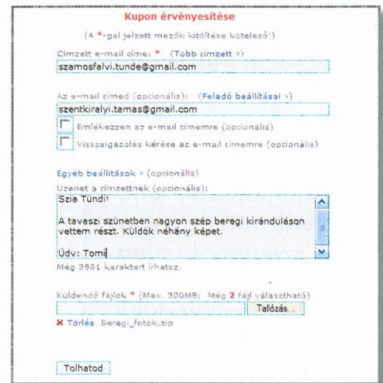 Kupon érvényesítése
(A *-gal jelzett mezők kitöltése kötelező!)
Címzett e-mail címe: * (Több címzett »)
szamosfalvi.tunde@gmail.com
Az e-mail címed (opcionális): (Feladó beállításai »)
szentkiralyi.tamas@gmail.com
Emlékezzen az e-mail címemre (opcionális)
Visszaigazolás kérése az e-mail címemre (opcionális)
Egyéb beállítások » (opcionális)
Üzenet a címzettnek (opcionális):
Szia Tündi!
A tavaszi szünetben nagyon szép beregi kiránduláson
vettem részt. Küldök néhány képet.
Üdv: Tomi
Még 3981 karaktert írhatsz.
Küldendő fájlok * (Max. 300MB; Még 2 fájl választható)
Tallózás...
✘ Törlés Beregi_fotók.zip
Tolhatod